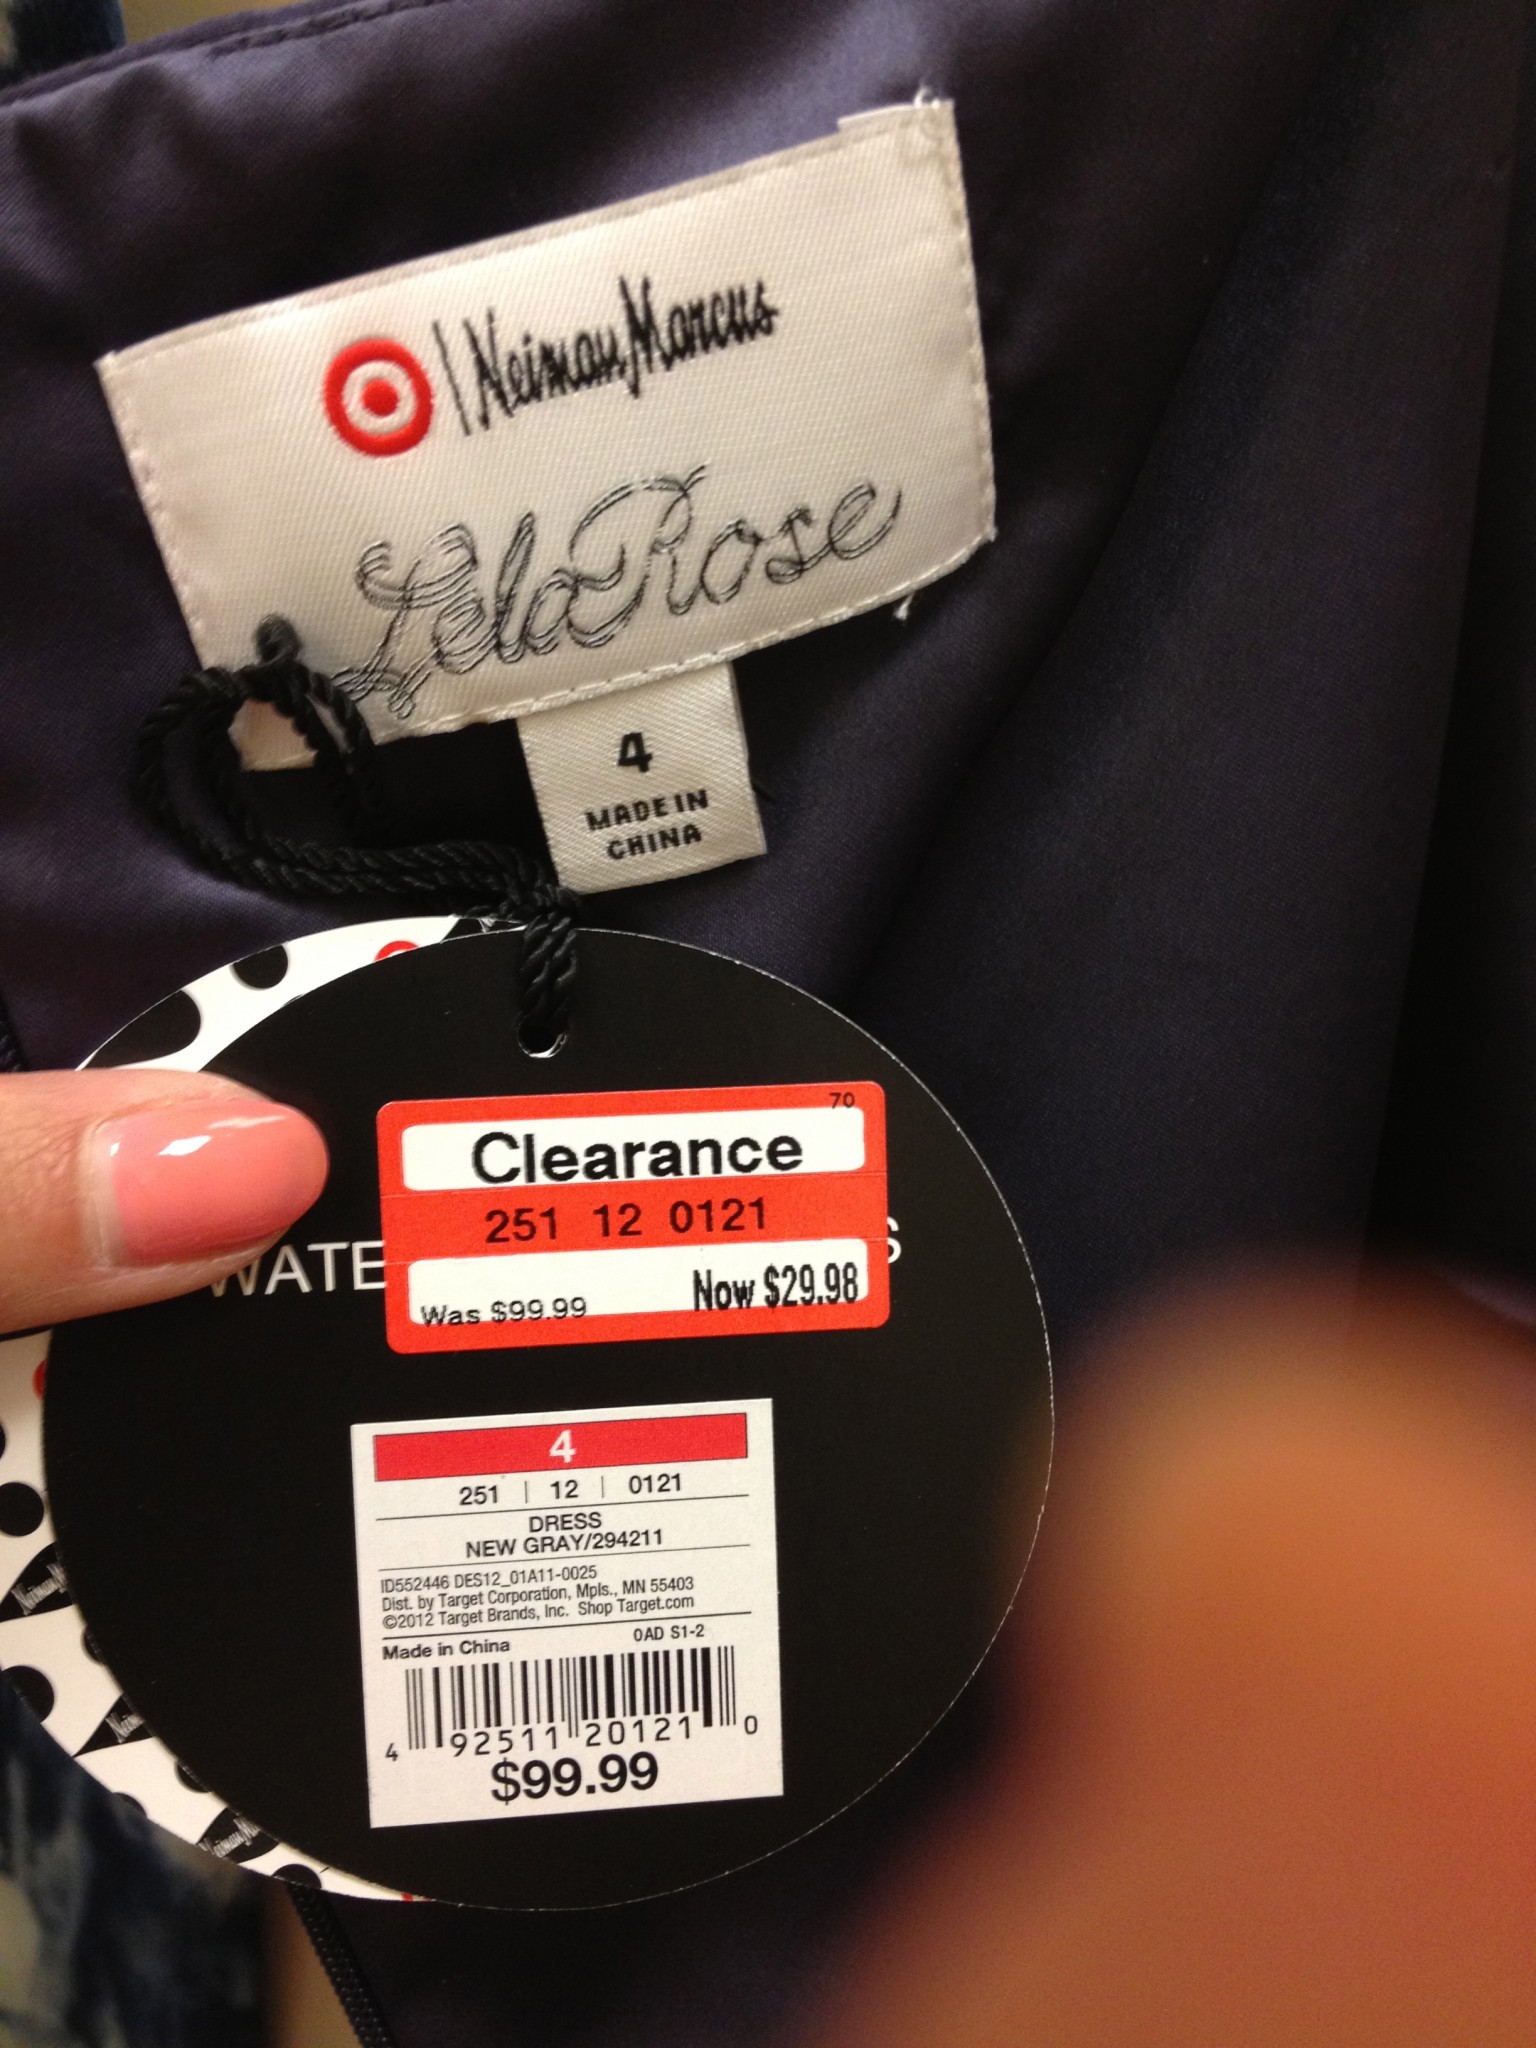 Neiman Marcus
Lela Rose
4
MADE IN
CHINA
70
Clearance
251 12 0121
Was $99.99 Now $29.98
4
251 | 12 | 0121
DRESS
NEW GRAY/294211
ID552446 DES12_01A11-0025
Dist. by Target Corporation, Mpls., MN 55403
©2012 Target Brands, Inc. Shop Target.com
Made in China 0AD S1-2
4 92511 20121 0
$99.99